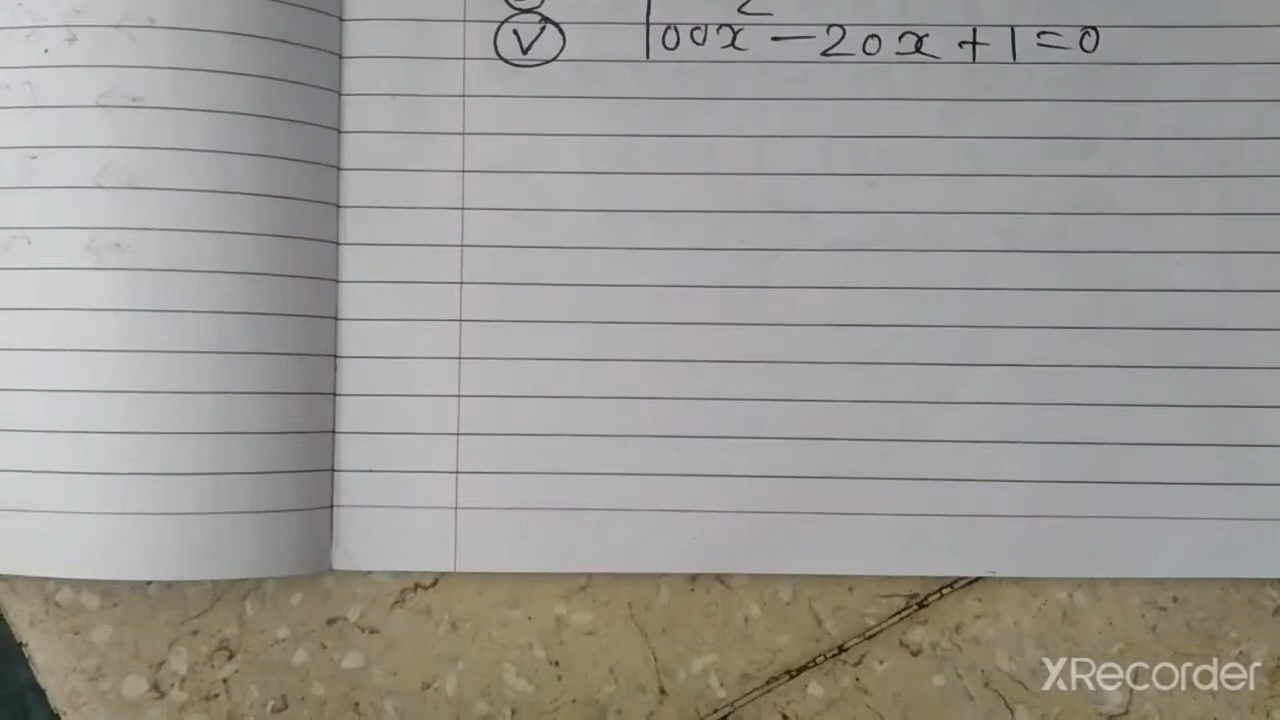 (V) 100x² - 20x + 1 = 0
XRecorder